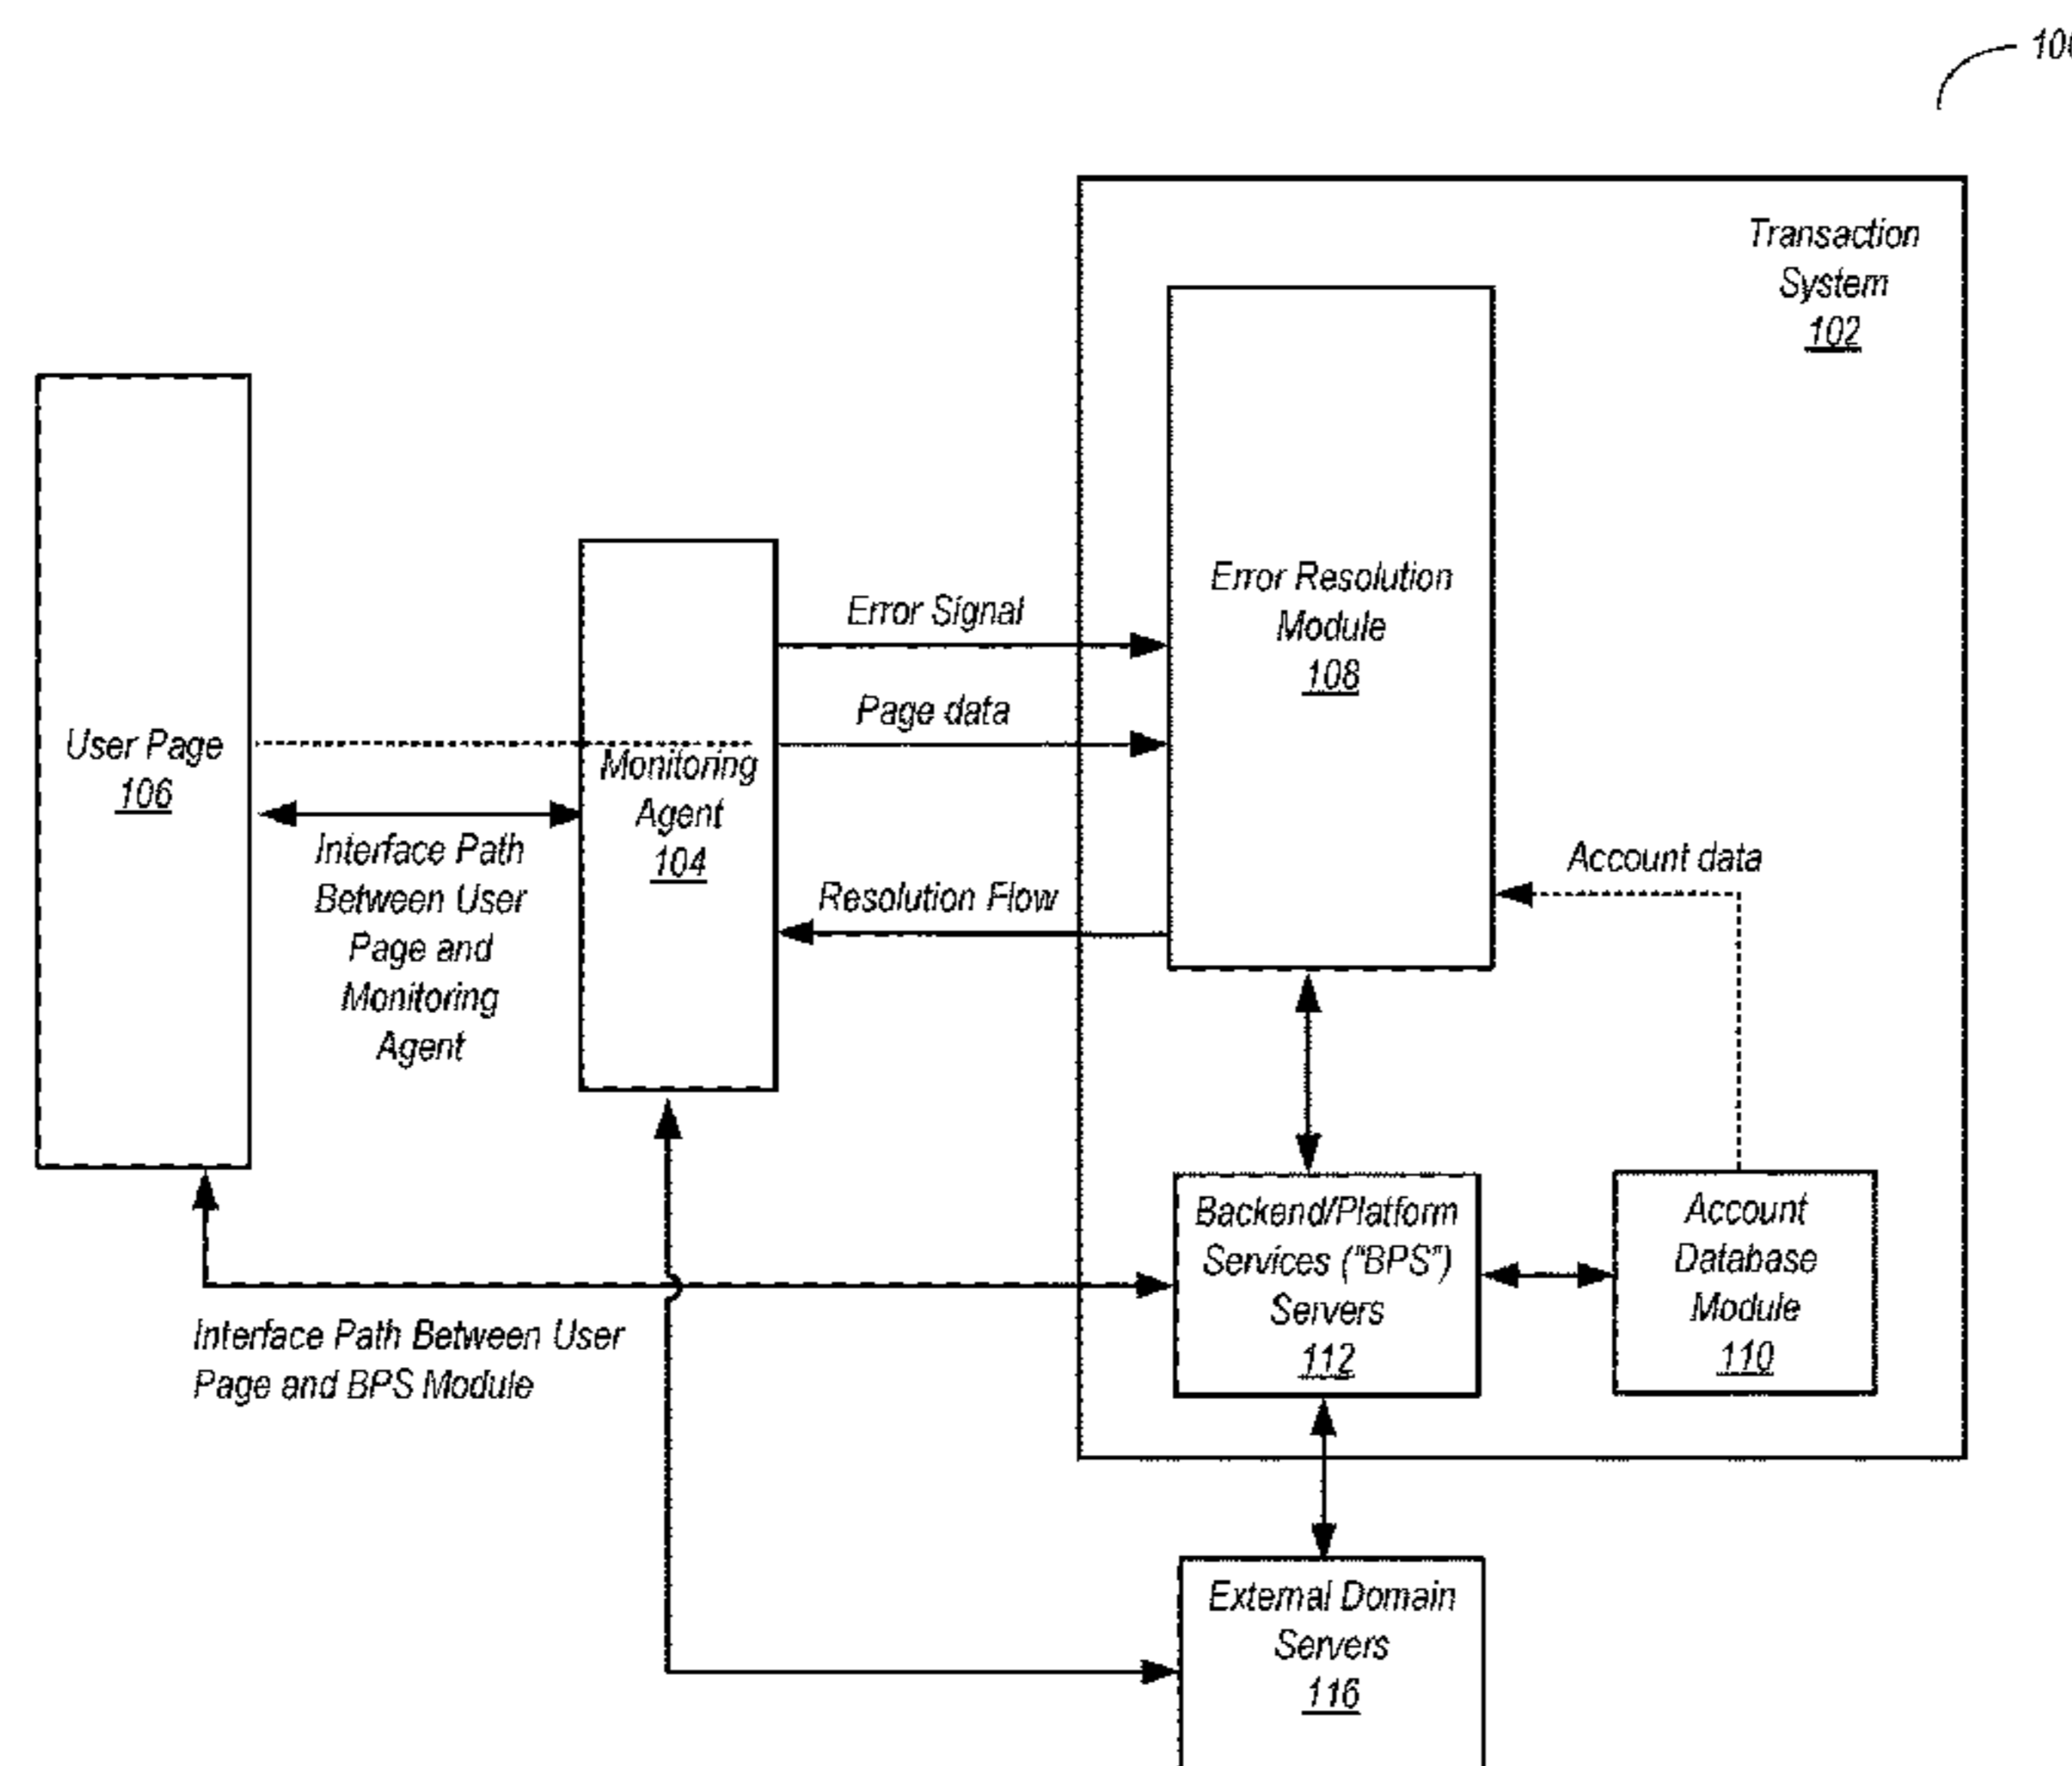 Transaction
System
102
Error Resolution
Module
108
Error Signal
Page data
User Page
106
Monitoring
Agent
104
Interface Path
Between User
Page and
Monitoring
Agent
Resolution Flow
Account data
Backend/Platform
Services ("BPS")
Servers
112
Account
Database
Module
110
Interface Path Between User
Page and BPS Module
External Domain
Servers
116